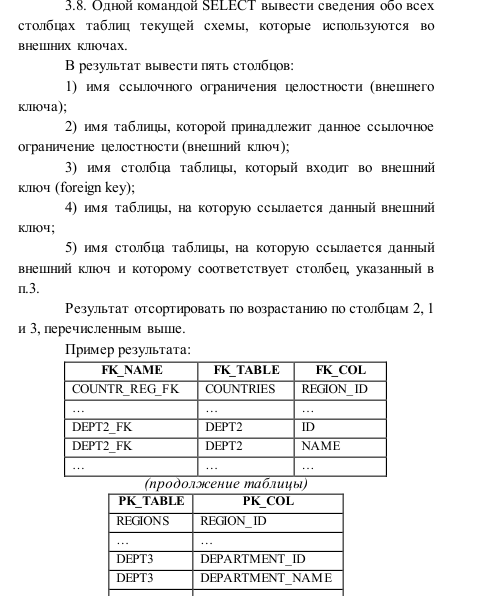 3.8. Одной командой SELECT вывести сведения обо всех
столбцах таблиц текущей схемы, которые используются во
внешних ключах.
В результат вывести пять столбцов:
1) имя ссылочного ограничения целостности (внешнего
ключа);
2) имя таблицы, которой принадлежит данное ссылочное
ограничение целостности (внешний ключ);
3) имя столбца таблицы, который входит во внешний
ключ (foreign key);
4) имя таблицы, на которую ссылается данный внешний
ключ;
5) имя столбца таблицы, на которую ссылается данный
внешний ключ и которому соответствует столбец, указанный в
п.3.
Результат отсортировать по возрастанию по столбцам 2, 1
и 3, перечисленным выше.
Пример результата:
FK_NAME FK_TABLE FK_COL
COUNTR_REG_FK COUNTRIES REGION_ID
… … …
DEPT2_FK DEPT2 ID
DEPT2_FK DEPT2 NAME
… … …
(продолжение таблицы)
PK_TABLE PK_COL
REGIONS REGION_ID
… …
DEPT3 DEPARTMENT_ID
DEPT3 DEPARTMENT_NAME